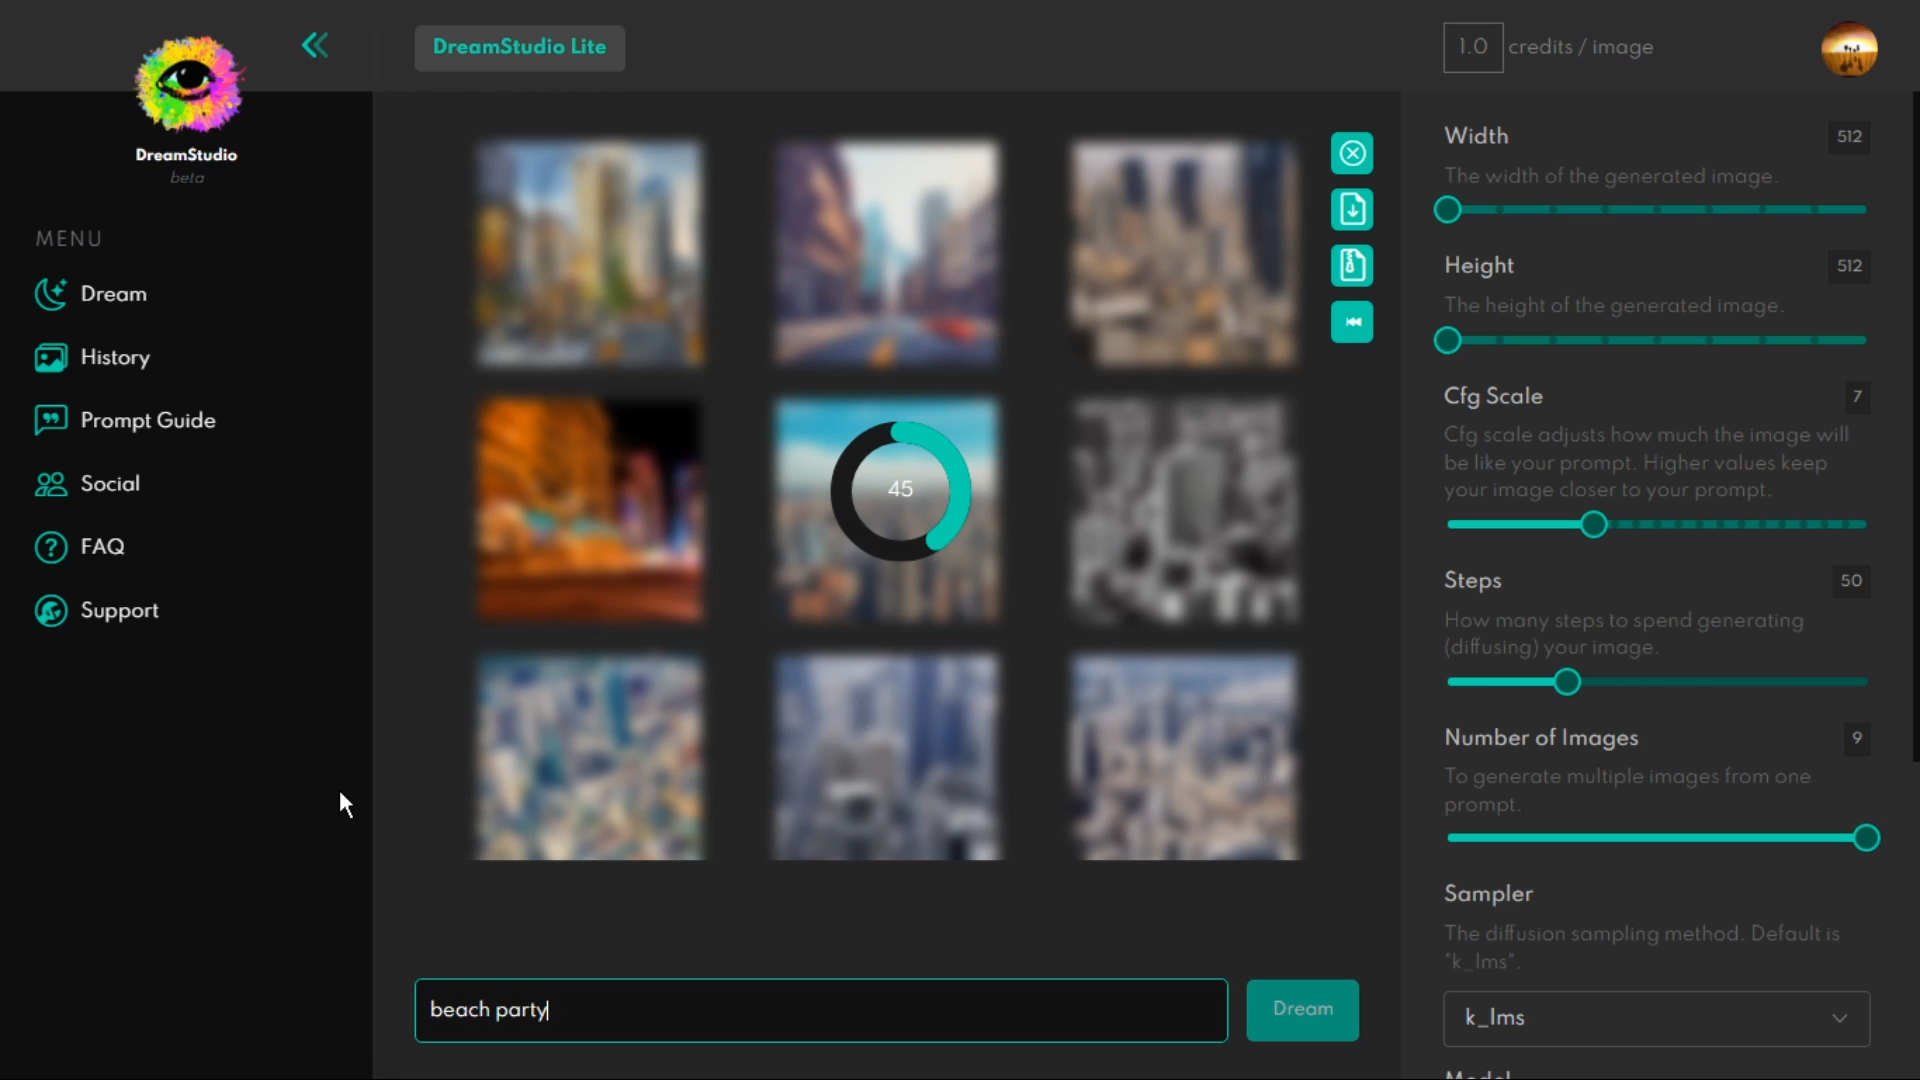 DreamStudio Lite
1.0 credits / image
DreamStudio
beta
MENU
Dream
History
Prompt Guide
Social
FAQ
Support
45
beach party
Dream
Width
512
The width of the generated image.
Height
512
The height of the generated image.
Cfg Scale
7
Cfg scale adjusts how much the image will
be like your prompt. Higher values keep
your image closer to your prompt.
Steps
50
How many steps to spend generating
(diffusing) your image.
Number of Images
9
To generate multiple images from one
prompt.
Sampler
The diffusion sampling method. Default is
"k_lms".
k_lms
Model